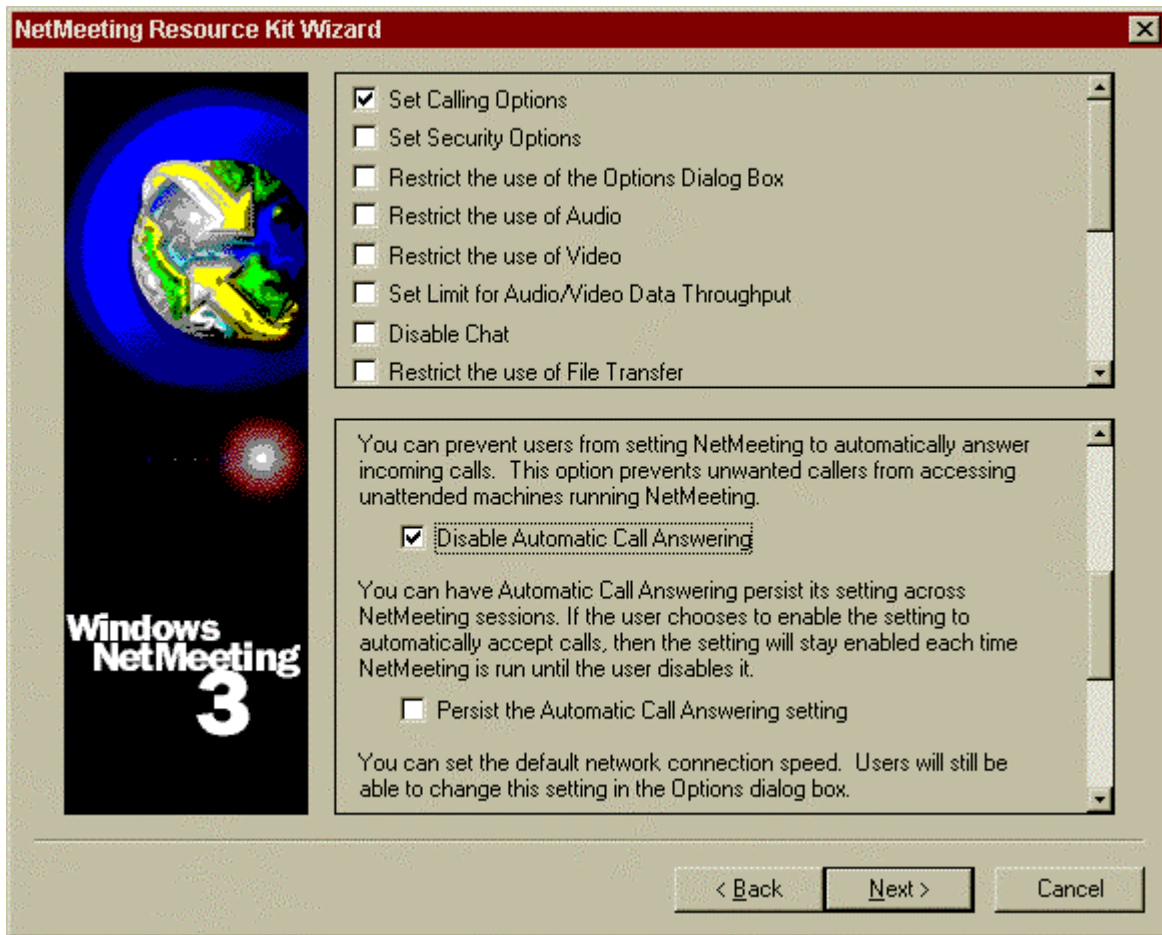 NetMeeting Resource Kit Wizard
Set Calling Options
Set Security Options
Restrict the use of the Options Dialog Box
Restrict the use of Audio
Restrict the use of Video
Set Limit for Audio/Video Data Throughput
Disable Chat
Restrict the use of File Transfer
You can prevent users from setting NetMeeting to automatically answer
incoming calls.  This option prevents unwanted callers from accessing
unattended machines running NetMeeting.
Disable Automatic Call Answering
You can have Automatic Call Answering persist its setting across
NetMeeting sessions. If the user chooses to enable the setting to
automatically accept calls, then the setting will stay enabled each time
NetMeeting is run until the user disables it.
Persist the Automatic Call Answering setting
You can set the default network connection speed.  Users will still be
able to change this setting in the Options dialog box.
Windows
NetMeeting
3
< Back
Next >
Cancel